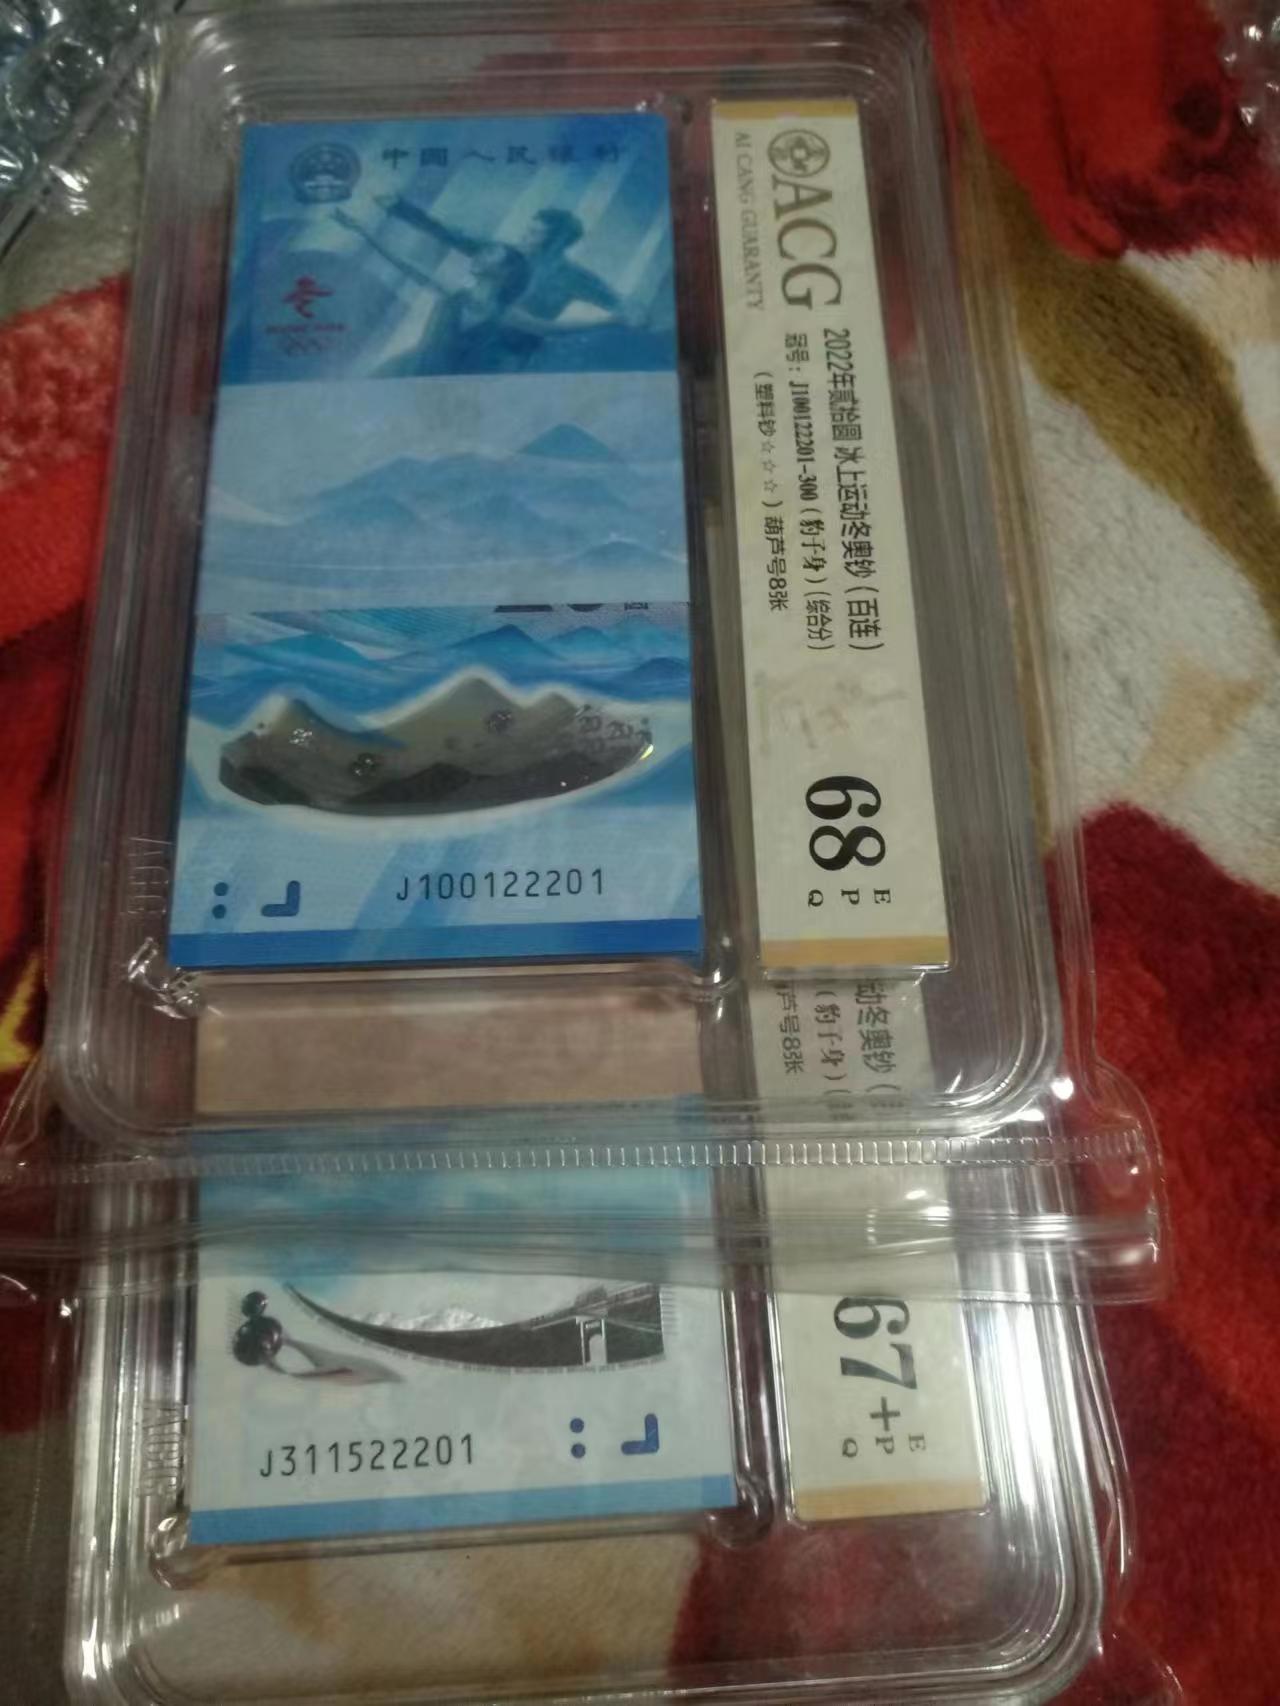 中国人民银行
J100122201
ACG
AI CANG GUARANTY
2022年贰拾圆 冰上运动冬奥钞（百连）
冠号：J100122201-300（豹子身）（综合分）
（塑料钞☆☆☆）葫芦号8张
68
E
P
Q
动冬奥钞（
（豹子身）（
芦号8张
J311522201
67+
E
P
Q